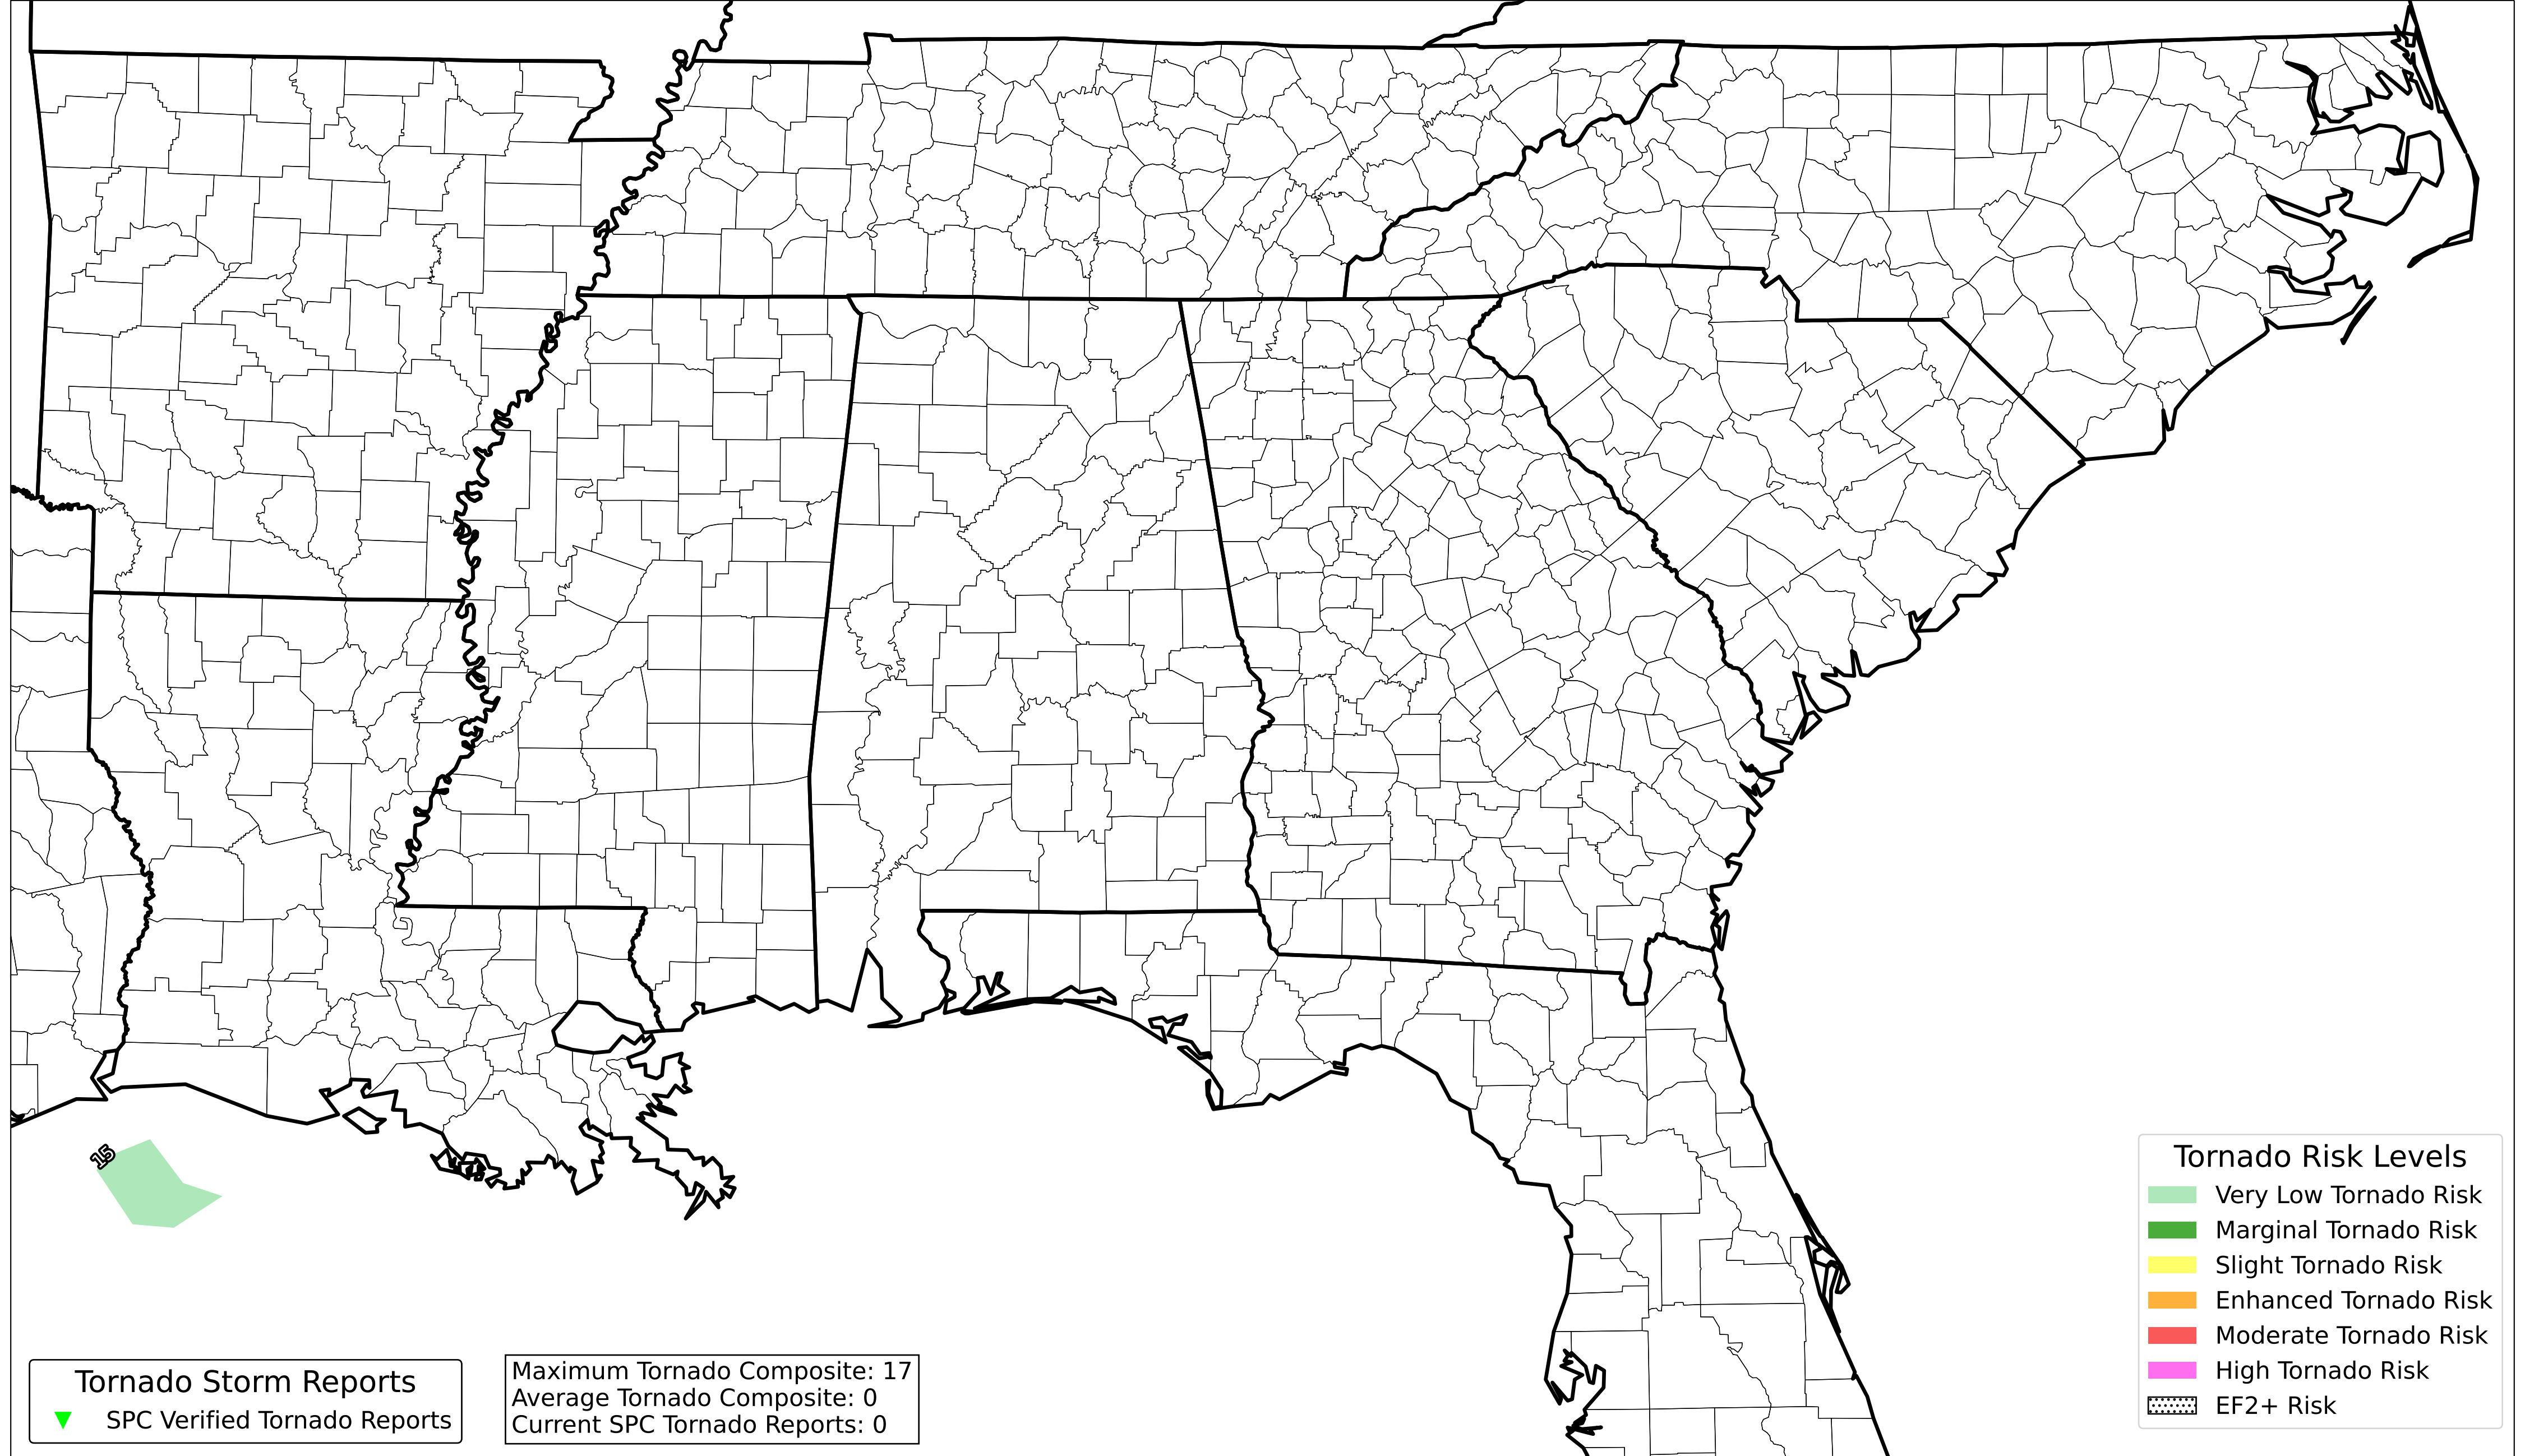 15
Tornado Risk Levels
Very Low Tornado Risk
Marginal Tornado Risk
Slight Tornado Risk
Enhanced Tornado Risk
Moderate Tornado Risk
High Tornado Risk
EF2+ Risk
Tornado Storm Reports
SPC Verified Tornado Reports
Maximum Tornado Composite: 17
Average Tornado Composite: 0
Current SPC Tornado Reports: 0